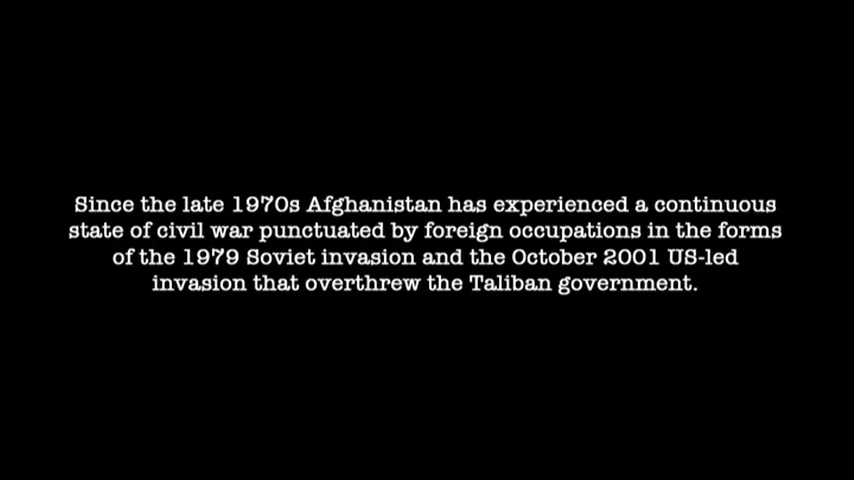 Since the late 1970s Afghanistan has experienced a continuous
state of civil war punctuated by foreign occupations in the forms
of the 1979 Soviet invasion and the October 2001 US-led
invasion that overthrew the Taliban government.